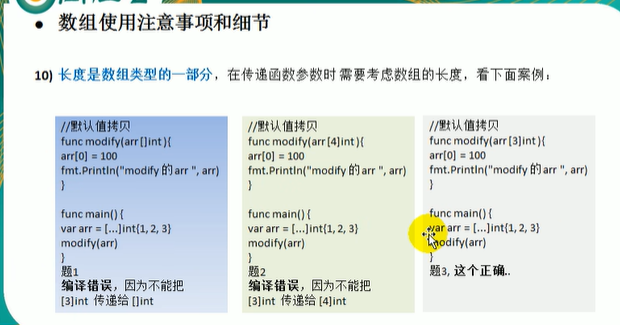 数组使用注意事项和细节
10) 长度是数组类型的一部分，在传递函数参数时 需要考虑数组的长度，看下面案例：
//默认值拷贝
func modify(arr []int ){
arr[0] = 100
fmt.Println("modify 的 arr ", arr)
}
func main() {
var arr = [...]int{1, 2, 3}
modify(arr)
}
题1
编译错误，因为不能把
[3]int 传递给 []int
//默认值拷贝
func modify(arr [4]int ){
arr[0] = 100
fmt.Println("modify 的 arr ", arr)
}
func main() {
var arr = [...]int{1, 2, 3}
modify(arr)
}
题2
编译错误，因为不能把
[3]int 传递给 [4]int
//默认值拷贝
func modify(arr [3]int ){
arr[0] = 100
fmt.Println("modify 的 arr ", arr)
}
func main() {
var arr = [...]int{1, 2, 3}
modify(arr)
}
题3, 这个正确..